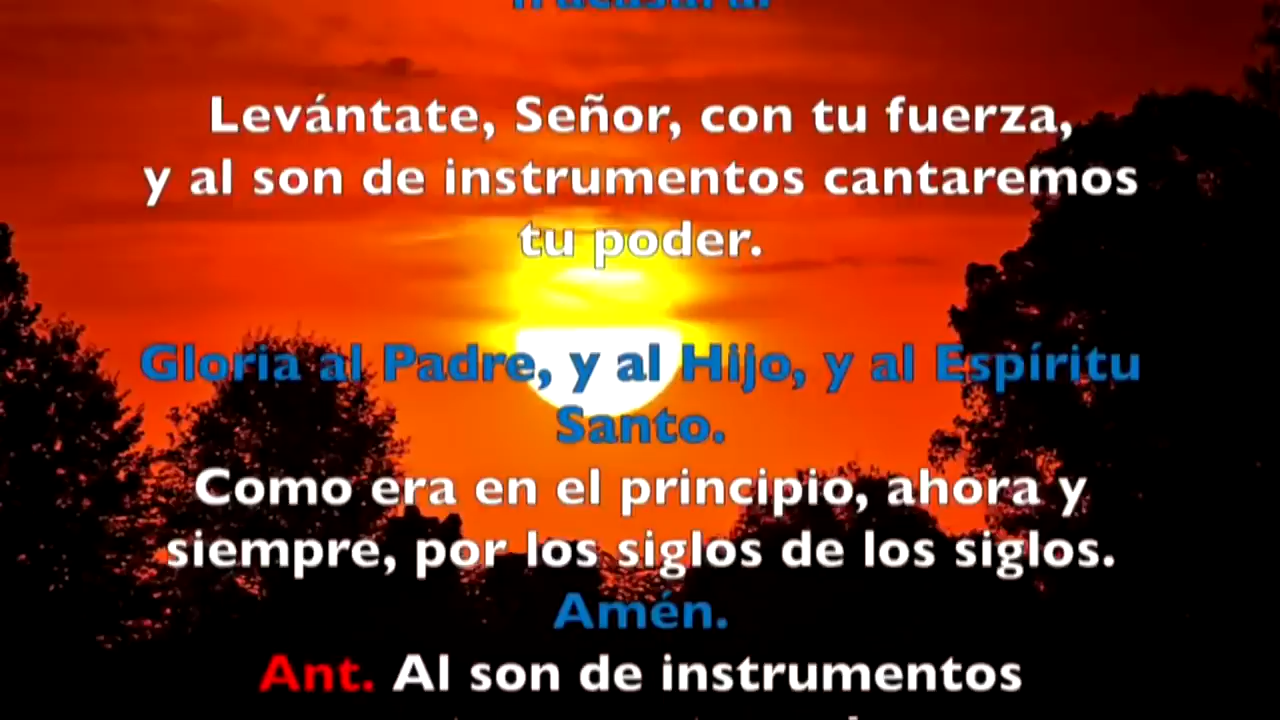 Levántate, Señor, con tu fuerza,
y al son de instrumentos cantaremos
tu poder.
Gloria al Padre, y al Hijo, y al Espíritu
Santo.
Como era en el principio, ahora y
siempre, por los siglos de los siglos.
Amén.
Ant. Al son de instrumentos